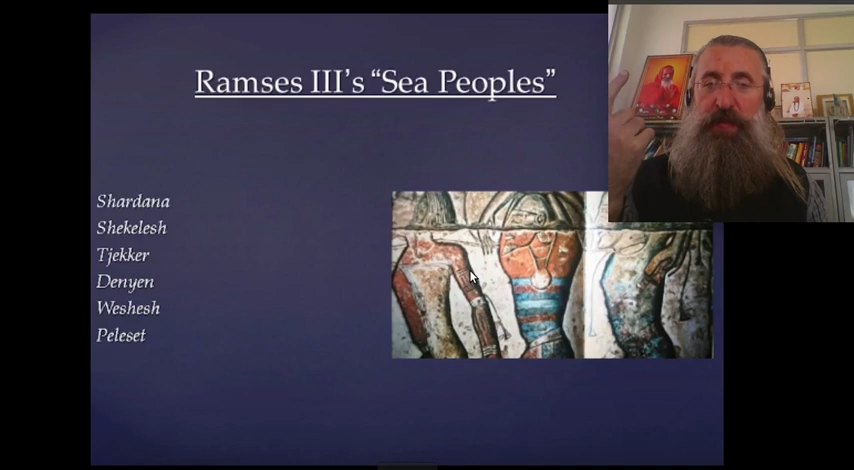 Ramses III's “Sea Peoples”
Shardana
Shekelesh
Tjekker
Denyen
Weshesh
Peleset